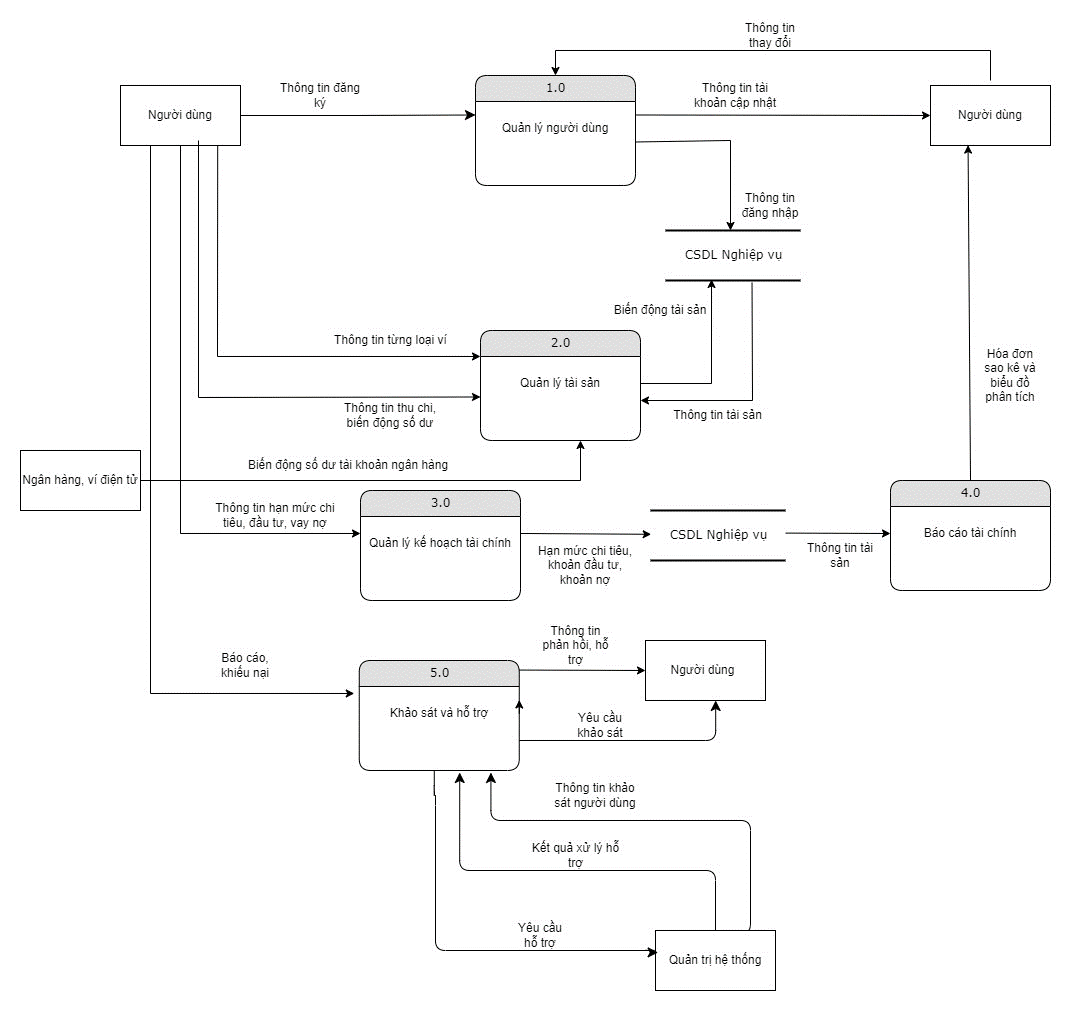 Thông tin
thay đổi
Người dùng
Thông tin đăng
ký
1.0
Quản lý người dùng
Thông tin tài
khoản cập nhật
Người dùng
Thông tin
đăng nhập
CSDL Nghiệp vụ
Biến động tài sản
Thông tin từng loại ví
2.0
Quản lý tài sản
Thông tin thu chi,
biến động số dư
Thông tin tài sản
Hóa đơn
sao kê và
biểu đồ
phân tích
Ngân hàng, ví điện tử
Biến động số dư tài khoản ngân hàng
Thông tin hạn mức chi
tiêu, đầu tư, vay nợ
3.0
Quản lý kế hoạch tài chính
Hạn mức chi tiêu,
khoản đầu tư,
khoản nợ
CSDL Nghiệp vụ
Thông tin tài
sản
4.0
Báo cáo tài chính
Báo cáo,
khiếu nại
5.0
Khảo sát và hỗ trợ
Thông tin
phản hồi, hỗ
trợ
Người dùng
Yêu cầu
khảo sát
Thông tin khảo
sát người dùng
Kết quả xử lý hỗ
trợ
Yêu cầu
hỗ trợ
Quản trị hệ thống